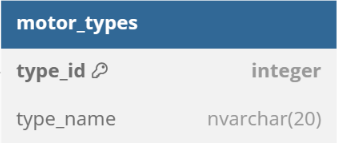 motor_types
type_id integer
type_name nvarchar(20)